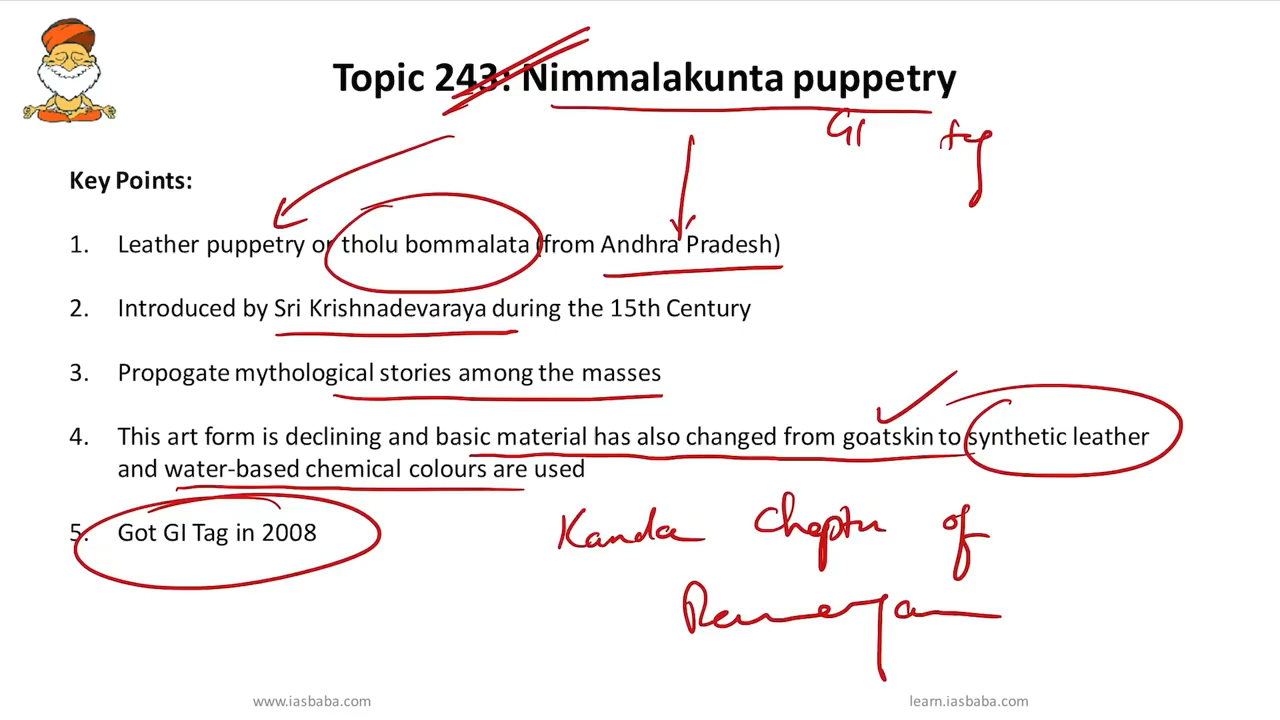 Topic 243: Nimmalakunta puppetry
GI tag
Key Points:
1. Leather puppetry or tholu bommalata (from Andhra Pradesh)
2. Introduced by Sri Krishnadevaraya during the 15th Century
3. Propogate mythological stories among the masses
4. This art form is declining and basic material has also changed from goatskin to synthetic leather
and water-based chemical colours are used
5. Got GI Tag in 2008
Kanda Chapter of
Ramayana
www.iasbaba.com
learn.iasbaba.com